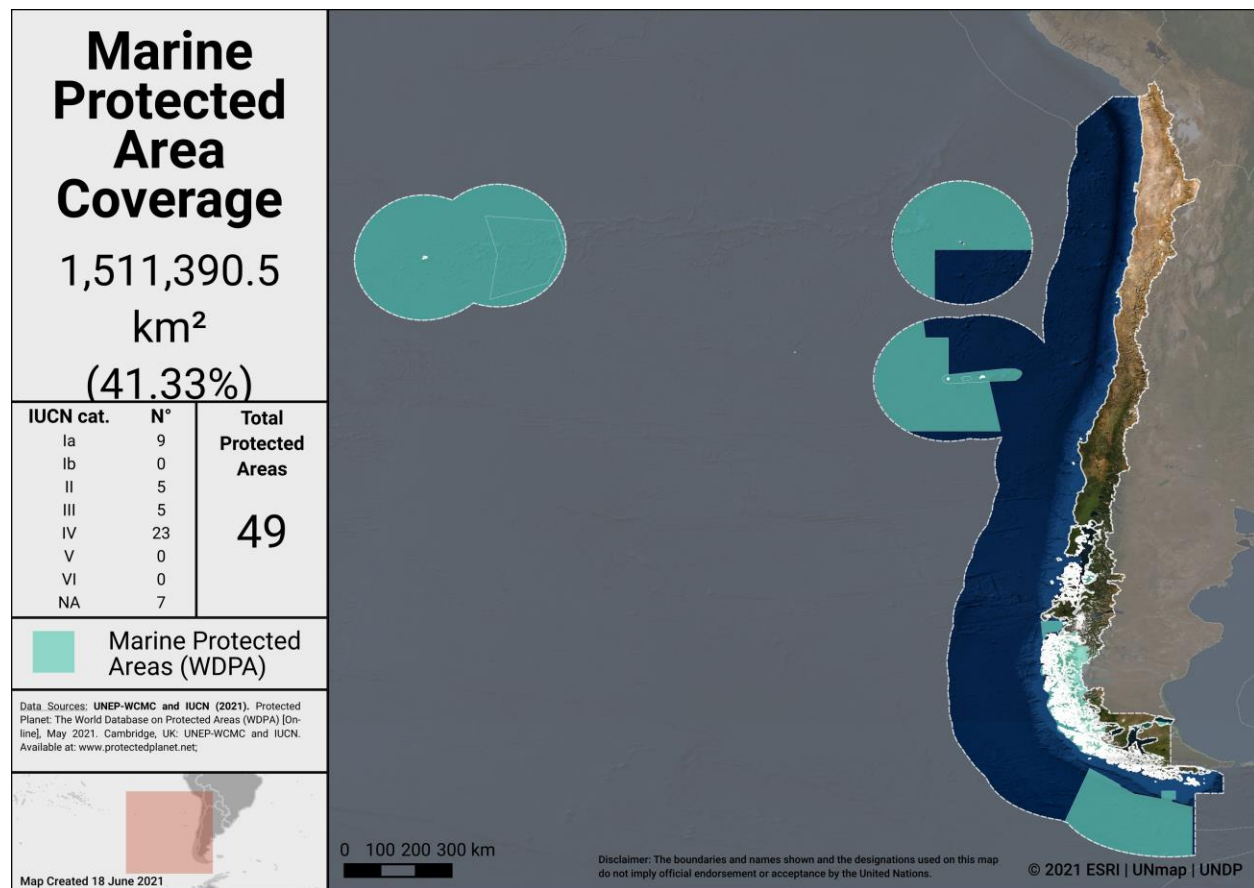 Marine
Protected
Area
Coverage
1,511,390.5
km²
(41.33%)
IUCN cat. N°
Ia 9
Ib 0
II 5
III 5
IV 23
V 0
VI 0
NA 7
Total
Protected
Areas
49
Marine Protected
Areas (WDPA)
Data Sources: UNEP-WCMC and IUCN (2021). Protected
Planet: The World Database on Protected Areas (WDPA) [On-
line], May 2021. Cambridge, UK: UNEP-WCMC and IUCN.
Available at: www.protectedplanet.net;
Map Created 18 June 2021
0 100 200 300 km
Disclaimer: The boundaries and names shown and the designations used on this map
do not imply official endorsement or acceptance by the United Nations.
© 2021 ESRI | UNmap | UNDP